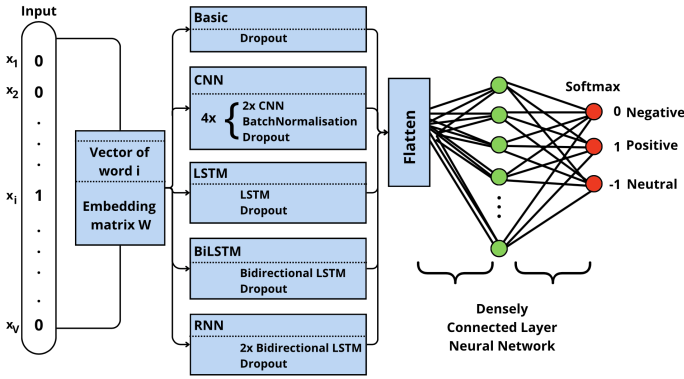 Input
x1 0
x2 0
.
.
.
xi 1
.
.
.
.
xV 0
Vector of
word i
Embedding
matrix W
Basic
Dropout
CNN
4x {
2x CNN
BatchNormalisation
Dropout
LSTM
LSTM
Dropout
BiLSTM
Bidirectional LSTM
Dropout
RNN
2x Bidirectional LSTM
Dropout
Flatten
Softmax
0 Negative
1 Positive
-1 Neutral
Densely
Connected Layer
Neural Network